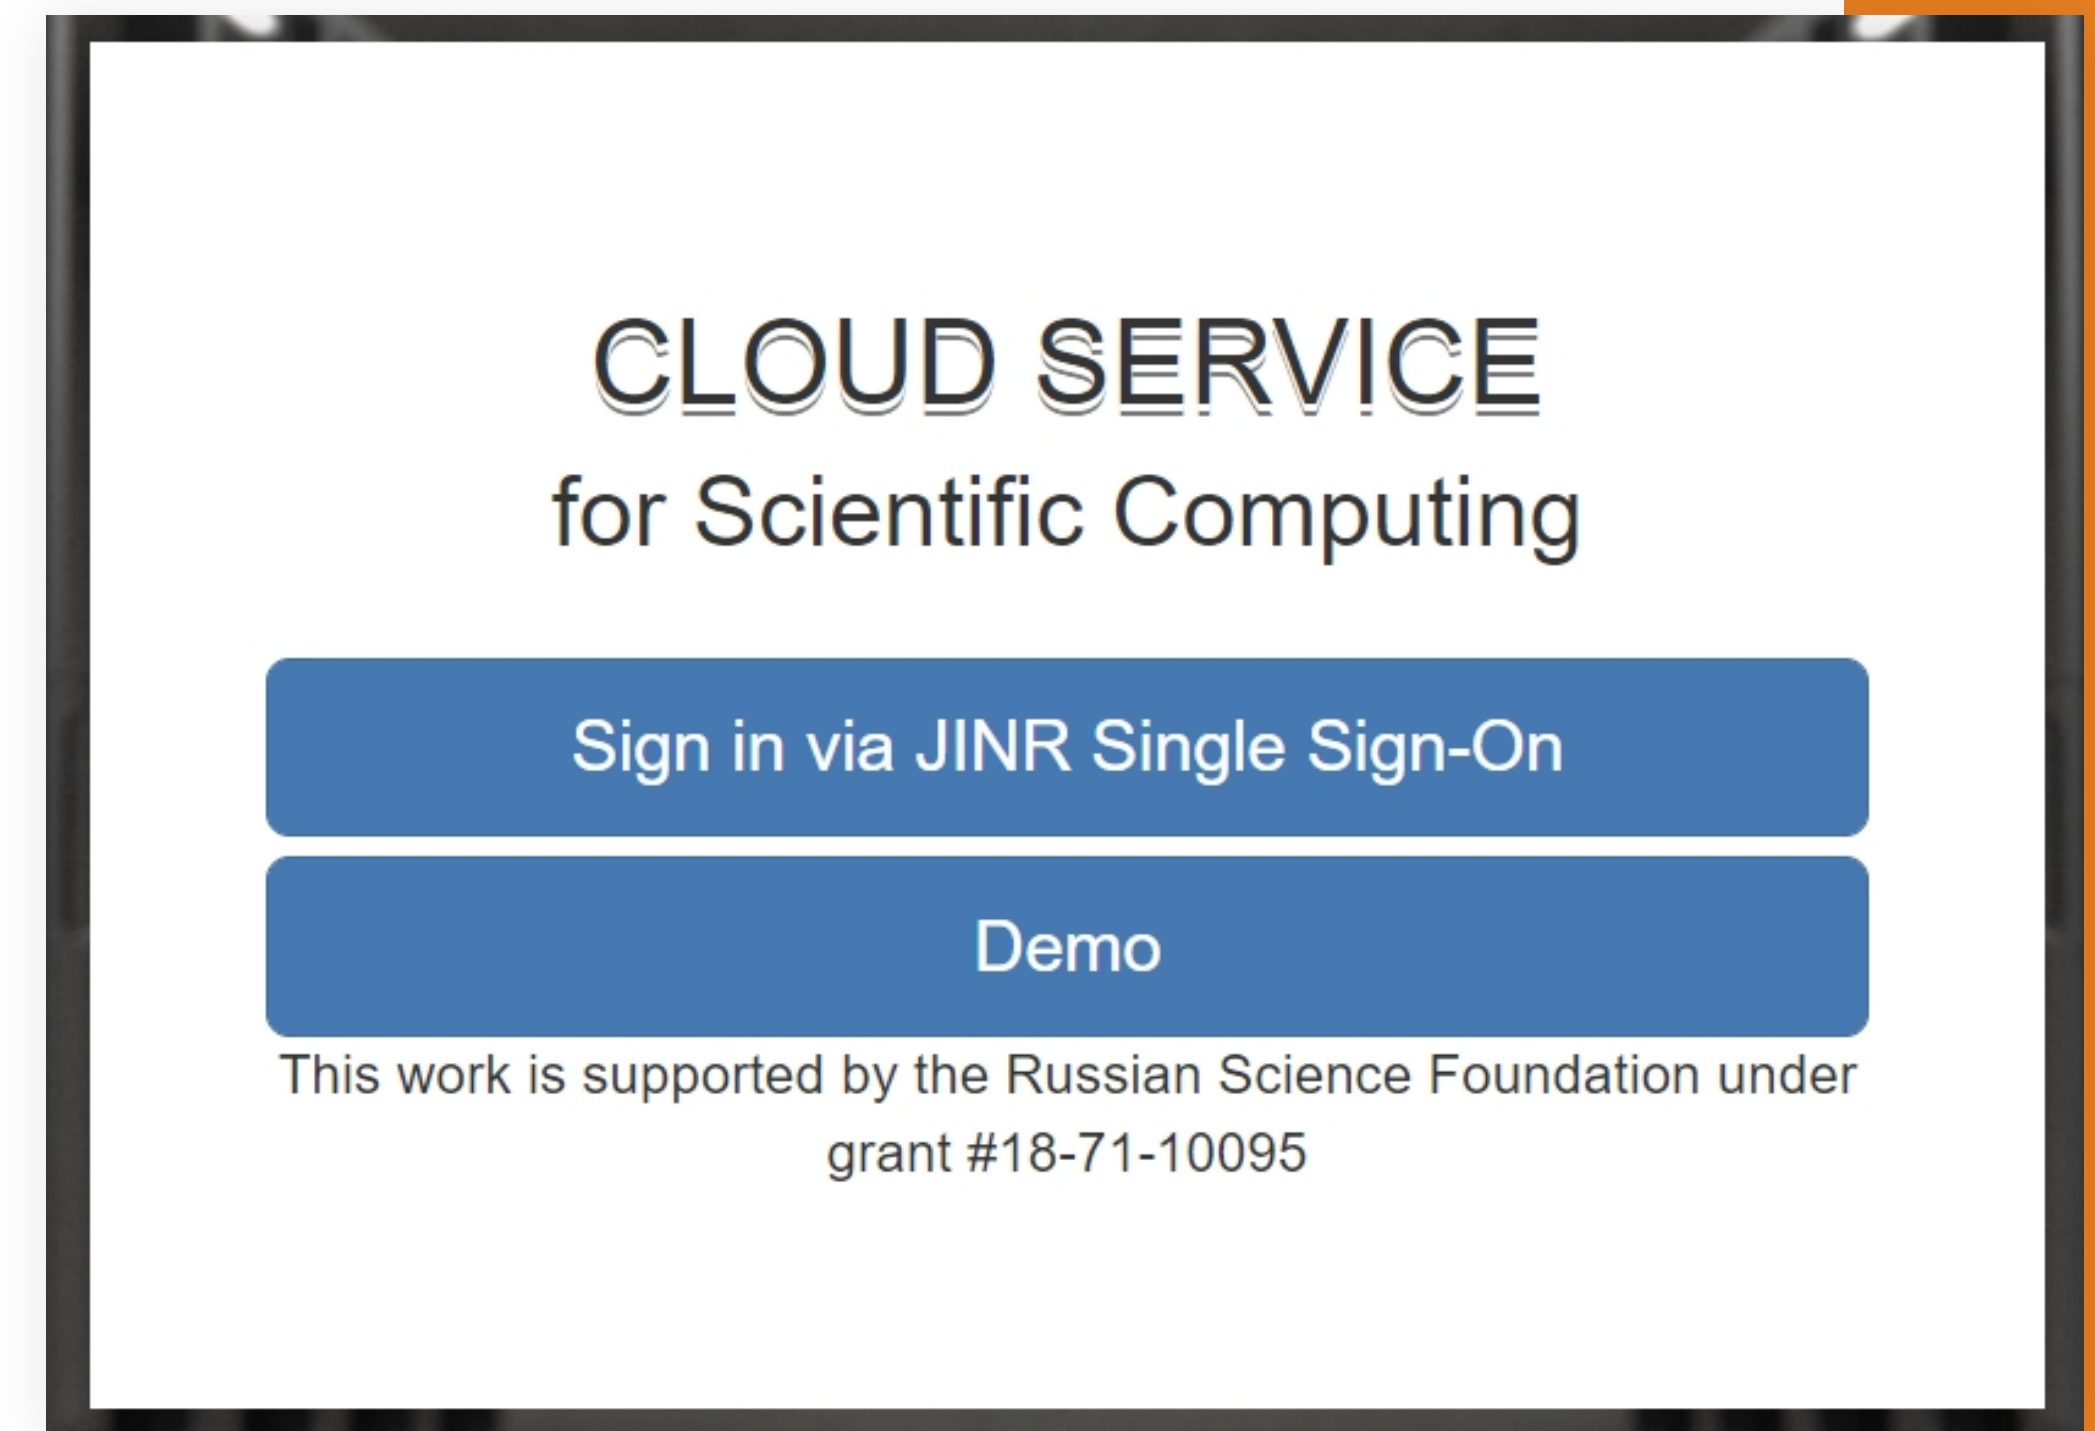 CLOUD SERVICE
for Scientific Computing
Sign in via JINR Single Sign-On
Demo
This work is supported by the Russian Science Foundation under
grant #18-71-10095